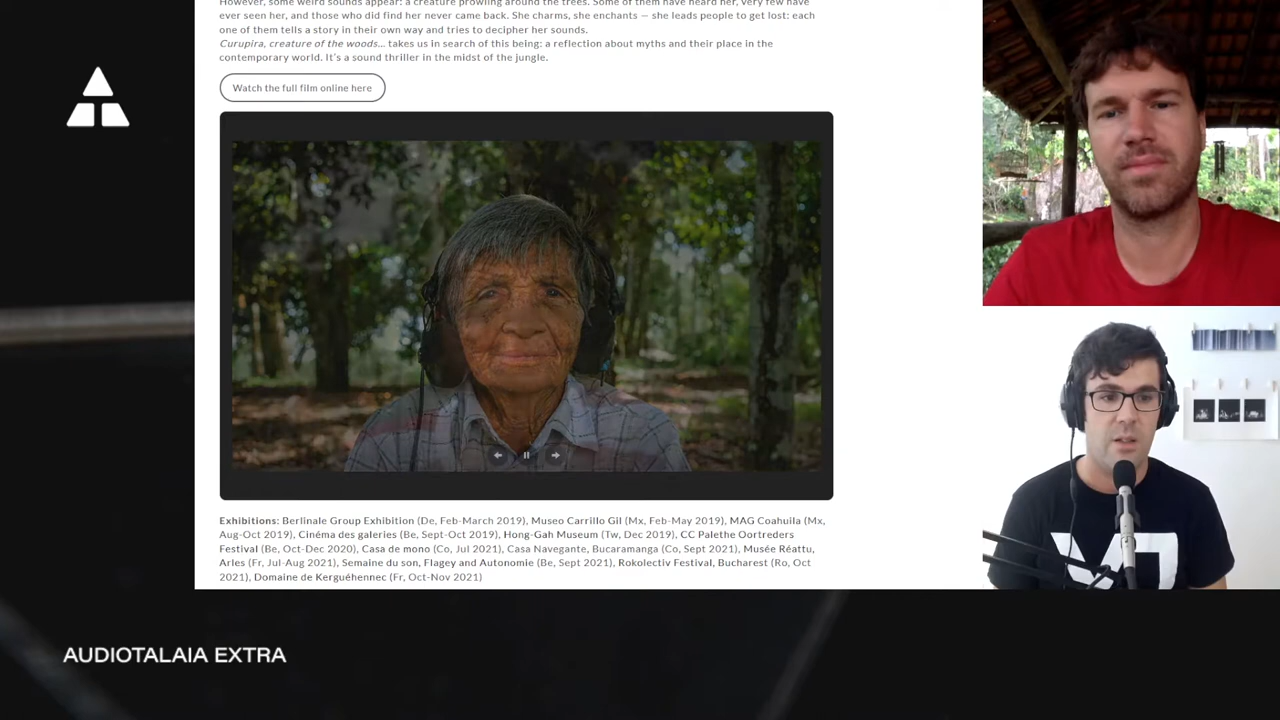 However, some weird sounds appear: a creature prowling around the trees. Some of them have heard her, very few have
ever seen her, and those who did find her never came back. She charms, she enchants — she leads people to get lost: each
one of them tells a story in their own way and tries to decipher her sounds.
Curupira, creature of the woods... takes us in search of this being: a reflection about myths and their place in the
contemporary world. It's a sound thriller in the midst of the jungle.
Watch the full film online here
Exhibitions: Berlinale Group Exhibition (De, Feb-March 2019), Museo Carrillo Gil (Mx, Feb-May 2019), MAG Coahuila (Mx,
Aug-Oct 2019), Cinéma des galeries (Be, Sept-Oct 2019), Hong-Gah Museum (Tw, Dec 2019), CC Palethe Oortreders
Festival (Be, Oct-Dec 2020), Casa de mono (Co, Jul 2021), Casa Navegante, Bucaramanga (Co, Sept 2021), Musée Réattu,
Arles (Fr, Jul-Aug 2021), Semaine du son, Flagey and Autonomie (Be, Sept 2021), Rokolectiv Festival, Bucharest (Ro, Oct
2021), Domaine de Kerguéhennec (Fr, Oct-Nov 2021)
AUDIOTALAIA EXTRA